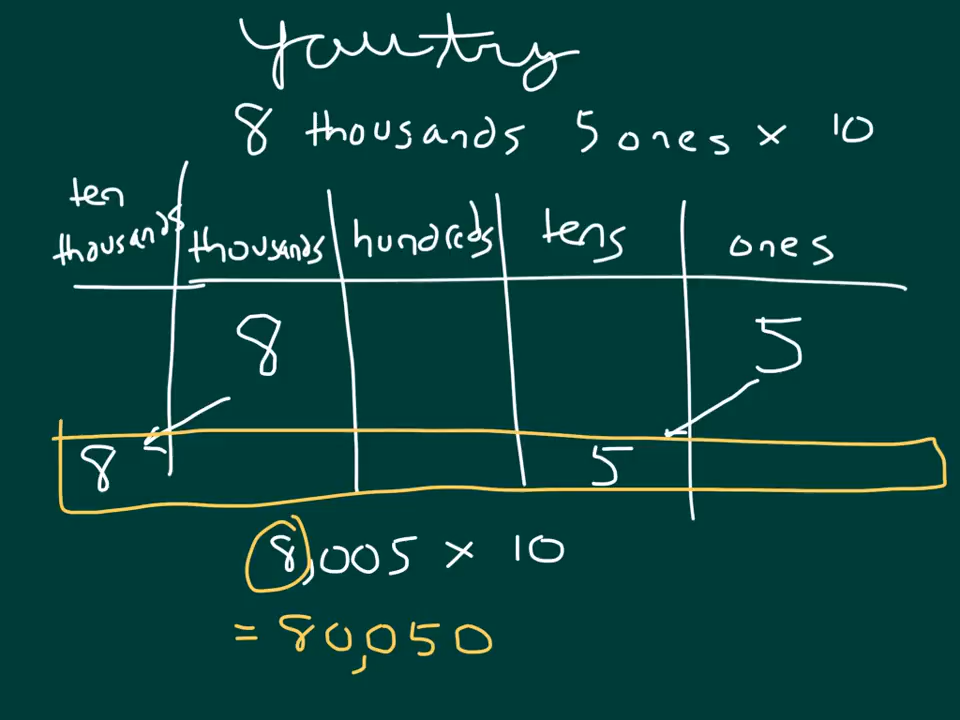 You try
8 thousands 5 ones × 10
ten thousands thousands hundreds tens ones
8 5
8 5
8,005 × 10
= 80,050